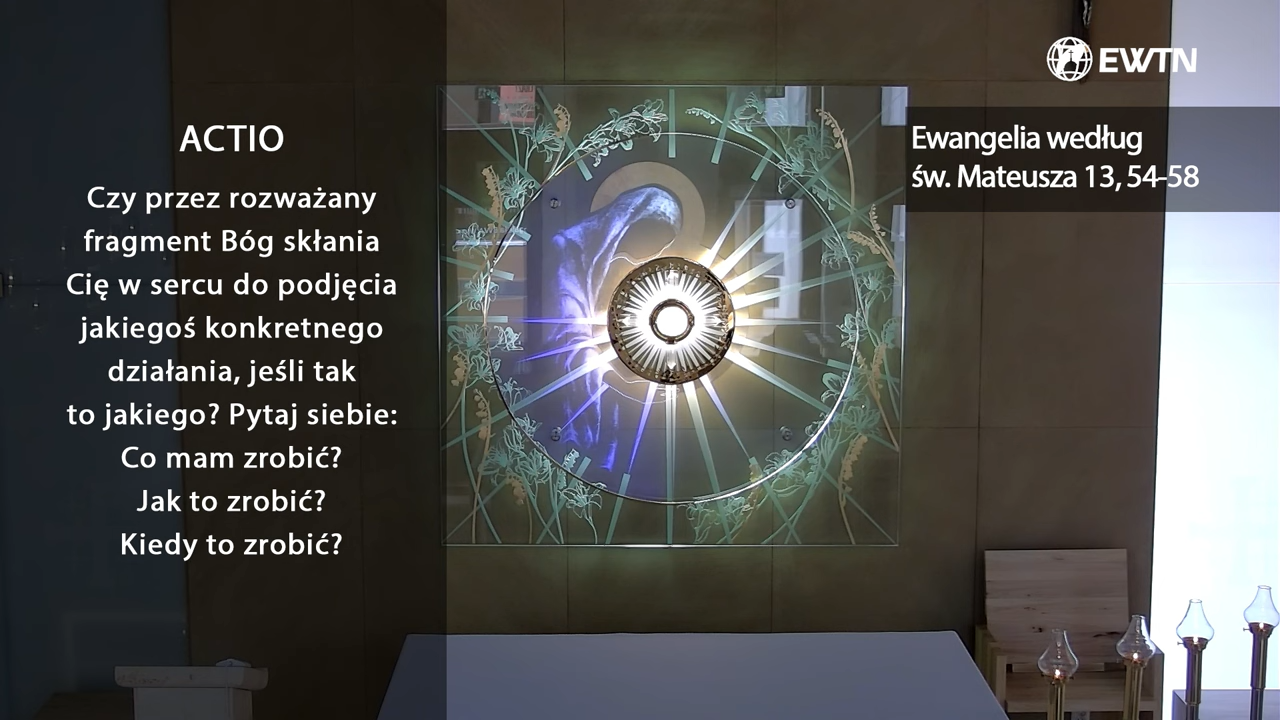 ACTIO
Czy przez rozważany
fragment Bóg skłania
Cię w sercu do podjęcia
jakiegoś konkretnego
działania, jeśli tak
to jakiego? Pytaj siebie:
Co mam zrobić?
Jak to zrobić?
Kiedy to zrobić?
EWTN
Ewangelia według
św. Mateusza 13, 54-58